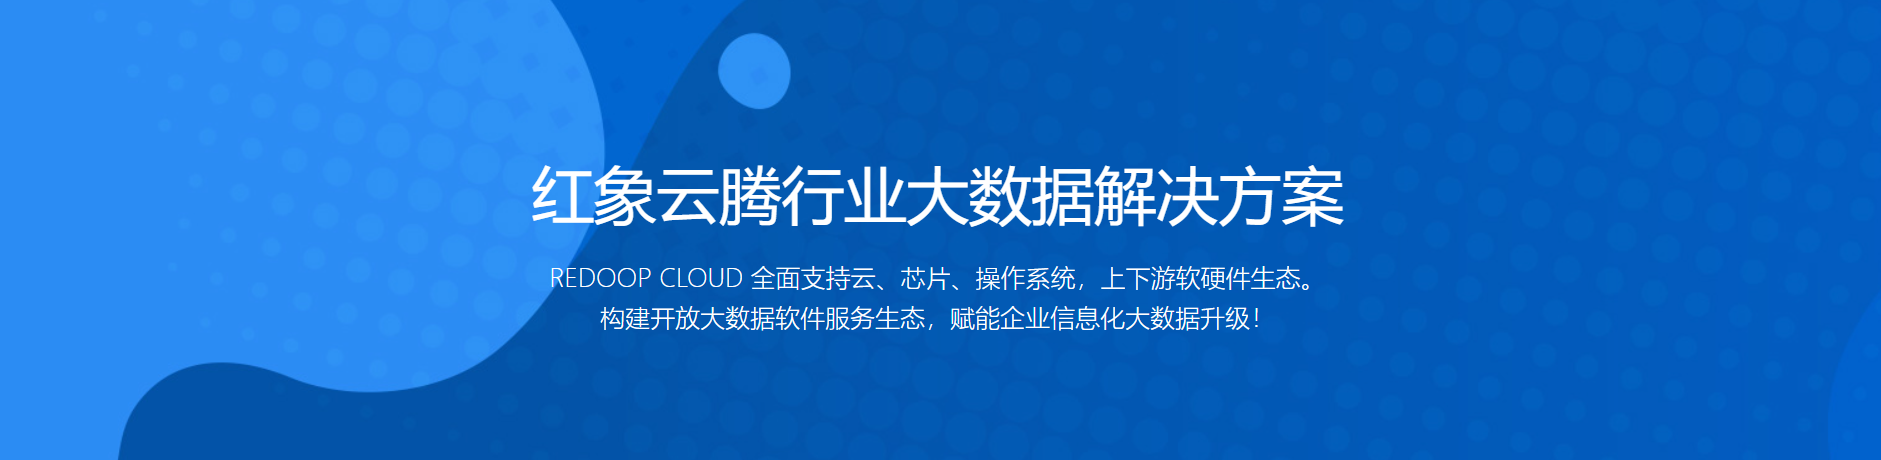 红象云腾行业大数据解决方案
REDOOP CLOUD 全面支持云、芯片、操作系统，上下游软硬件生态。
构建开放大数据软件服务生态，赋能企业信息化大数据升级！